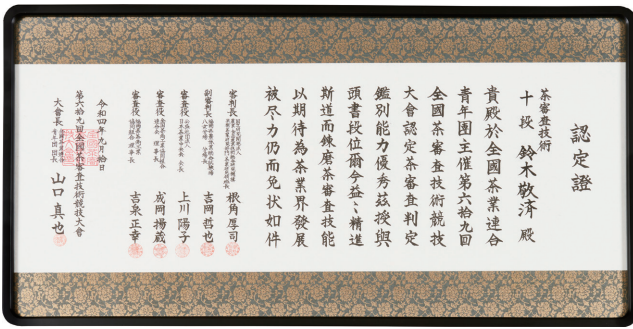 認定證
茶審査技術
十段 鈴木敬済 殿
貴殿於全國茶業連合
青年團主催第六拾九回
全國茶審査技術競技
大會認定茶審査判定
鑑別能力優秀茲授與
頭書段位爾今益〻精進
斯道而錬磨茶審査技能
以期待為茶業界發展
被尽力仍而免状如件
審判長
根角厚司
副審判長
吉岡哲也
審査役
上川陽子
審査役
成岡揚蔵
審査役
吉泉正幸
令和四年九月拾日
第六拾九回全國茶審査技術競技大會
大會長
山口真也